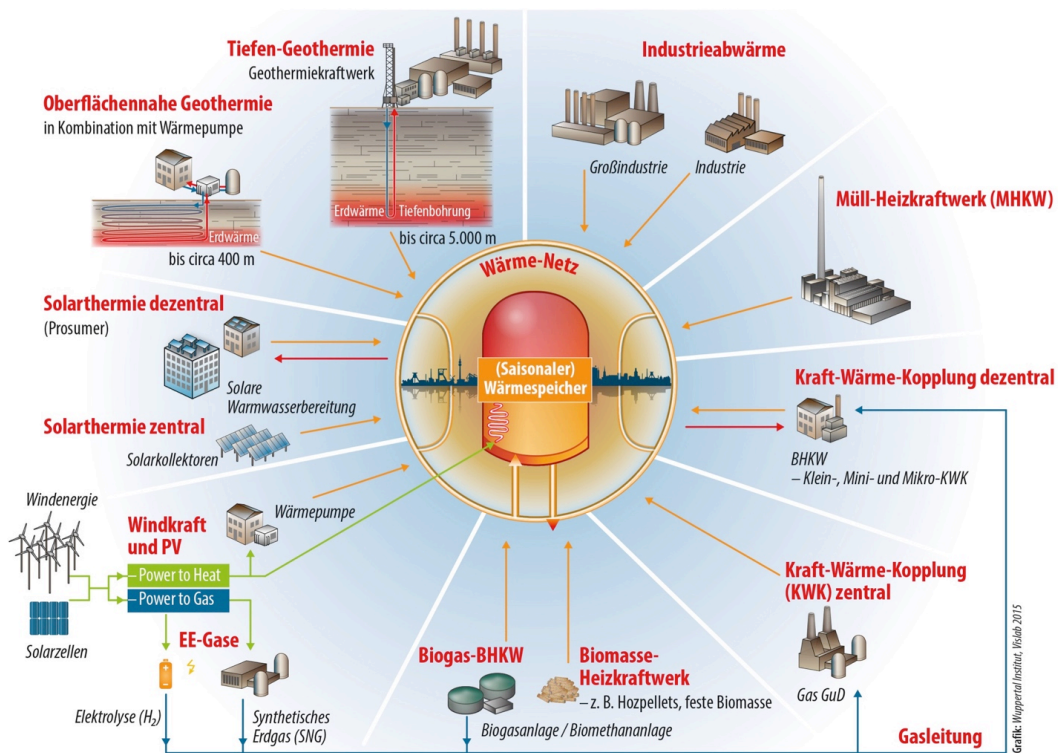 Tiefen-Geothermie
Geothermiekraftwerk
Erdwärme
Tiefenbohrung
bis circa 5.000 m
Industrieabwärme
Großindustrie
Industrie
Oberflächennahe Geothermie
in Kombination mit Wärmepumpe
Erdwärme
bis circa 400 m
Müll-Heizkraftwerk (MHKW)
Wärme-Netz
(Saisonaler)
Wärmespeicher
Solarthermie dezentral
(Prosumer)
Solare
Warmwasserbereitung
Kraft-Wärme-Kopplung dezentral
BHKW
– Klein-, Mini- und Mikro-KWK
Solarthermie zentral
Solarkollektoren
Windenergie
Solarzellen
Windkraft
und PV
Wärmepumpe
– Power to Heat
– Power to Gas
EE-Gase
Elektrolyse (H₂)
Synthetisches
Erdgas (SNG)
Biogas-BHKW
Biogasanlage / Biomethananlage
Biomasse-
Heizkraftwerk
– z. B. Hozpellets, feste Biomasse
Kraft-Wärme-Kopplung
(KWK) zentral
Gas GuD
Gasleitung
Grafik: Wuppertal Institut, Vislab 2015